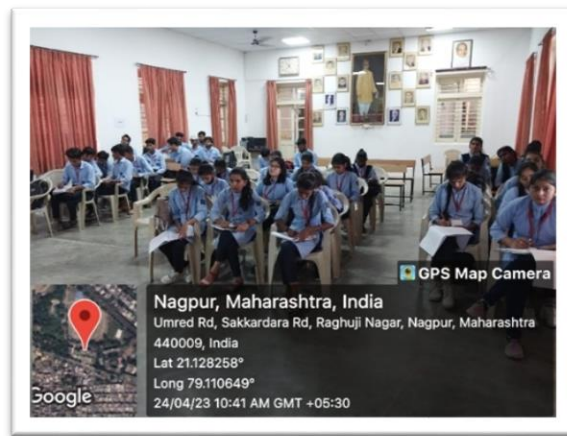 GPS Map Camera
Nagpur, Maharashtra, India
Umred Rd, Sakkardara Rd, Raghuji Nagar, Nagpur, Maharashtra
440009, India
Lat 21.128258°
Long 79.110649°
24/04/23 10:41 AM GMT +05:30
Google